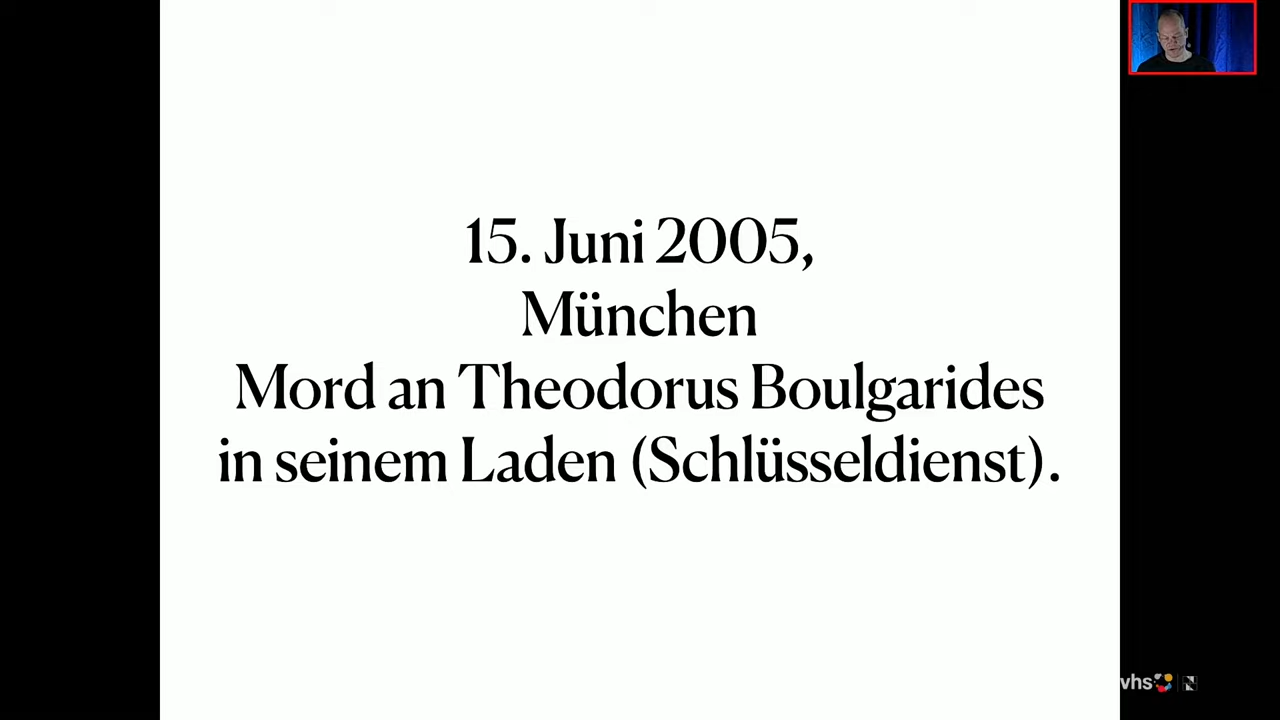 15. Juni 2005,
München
Mord an Theodorus Boulgarides
in seinem Laden (Schlüsseldienst).
vhs